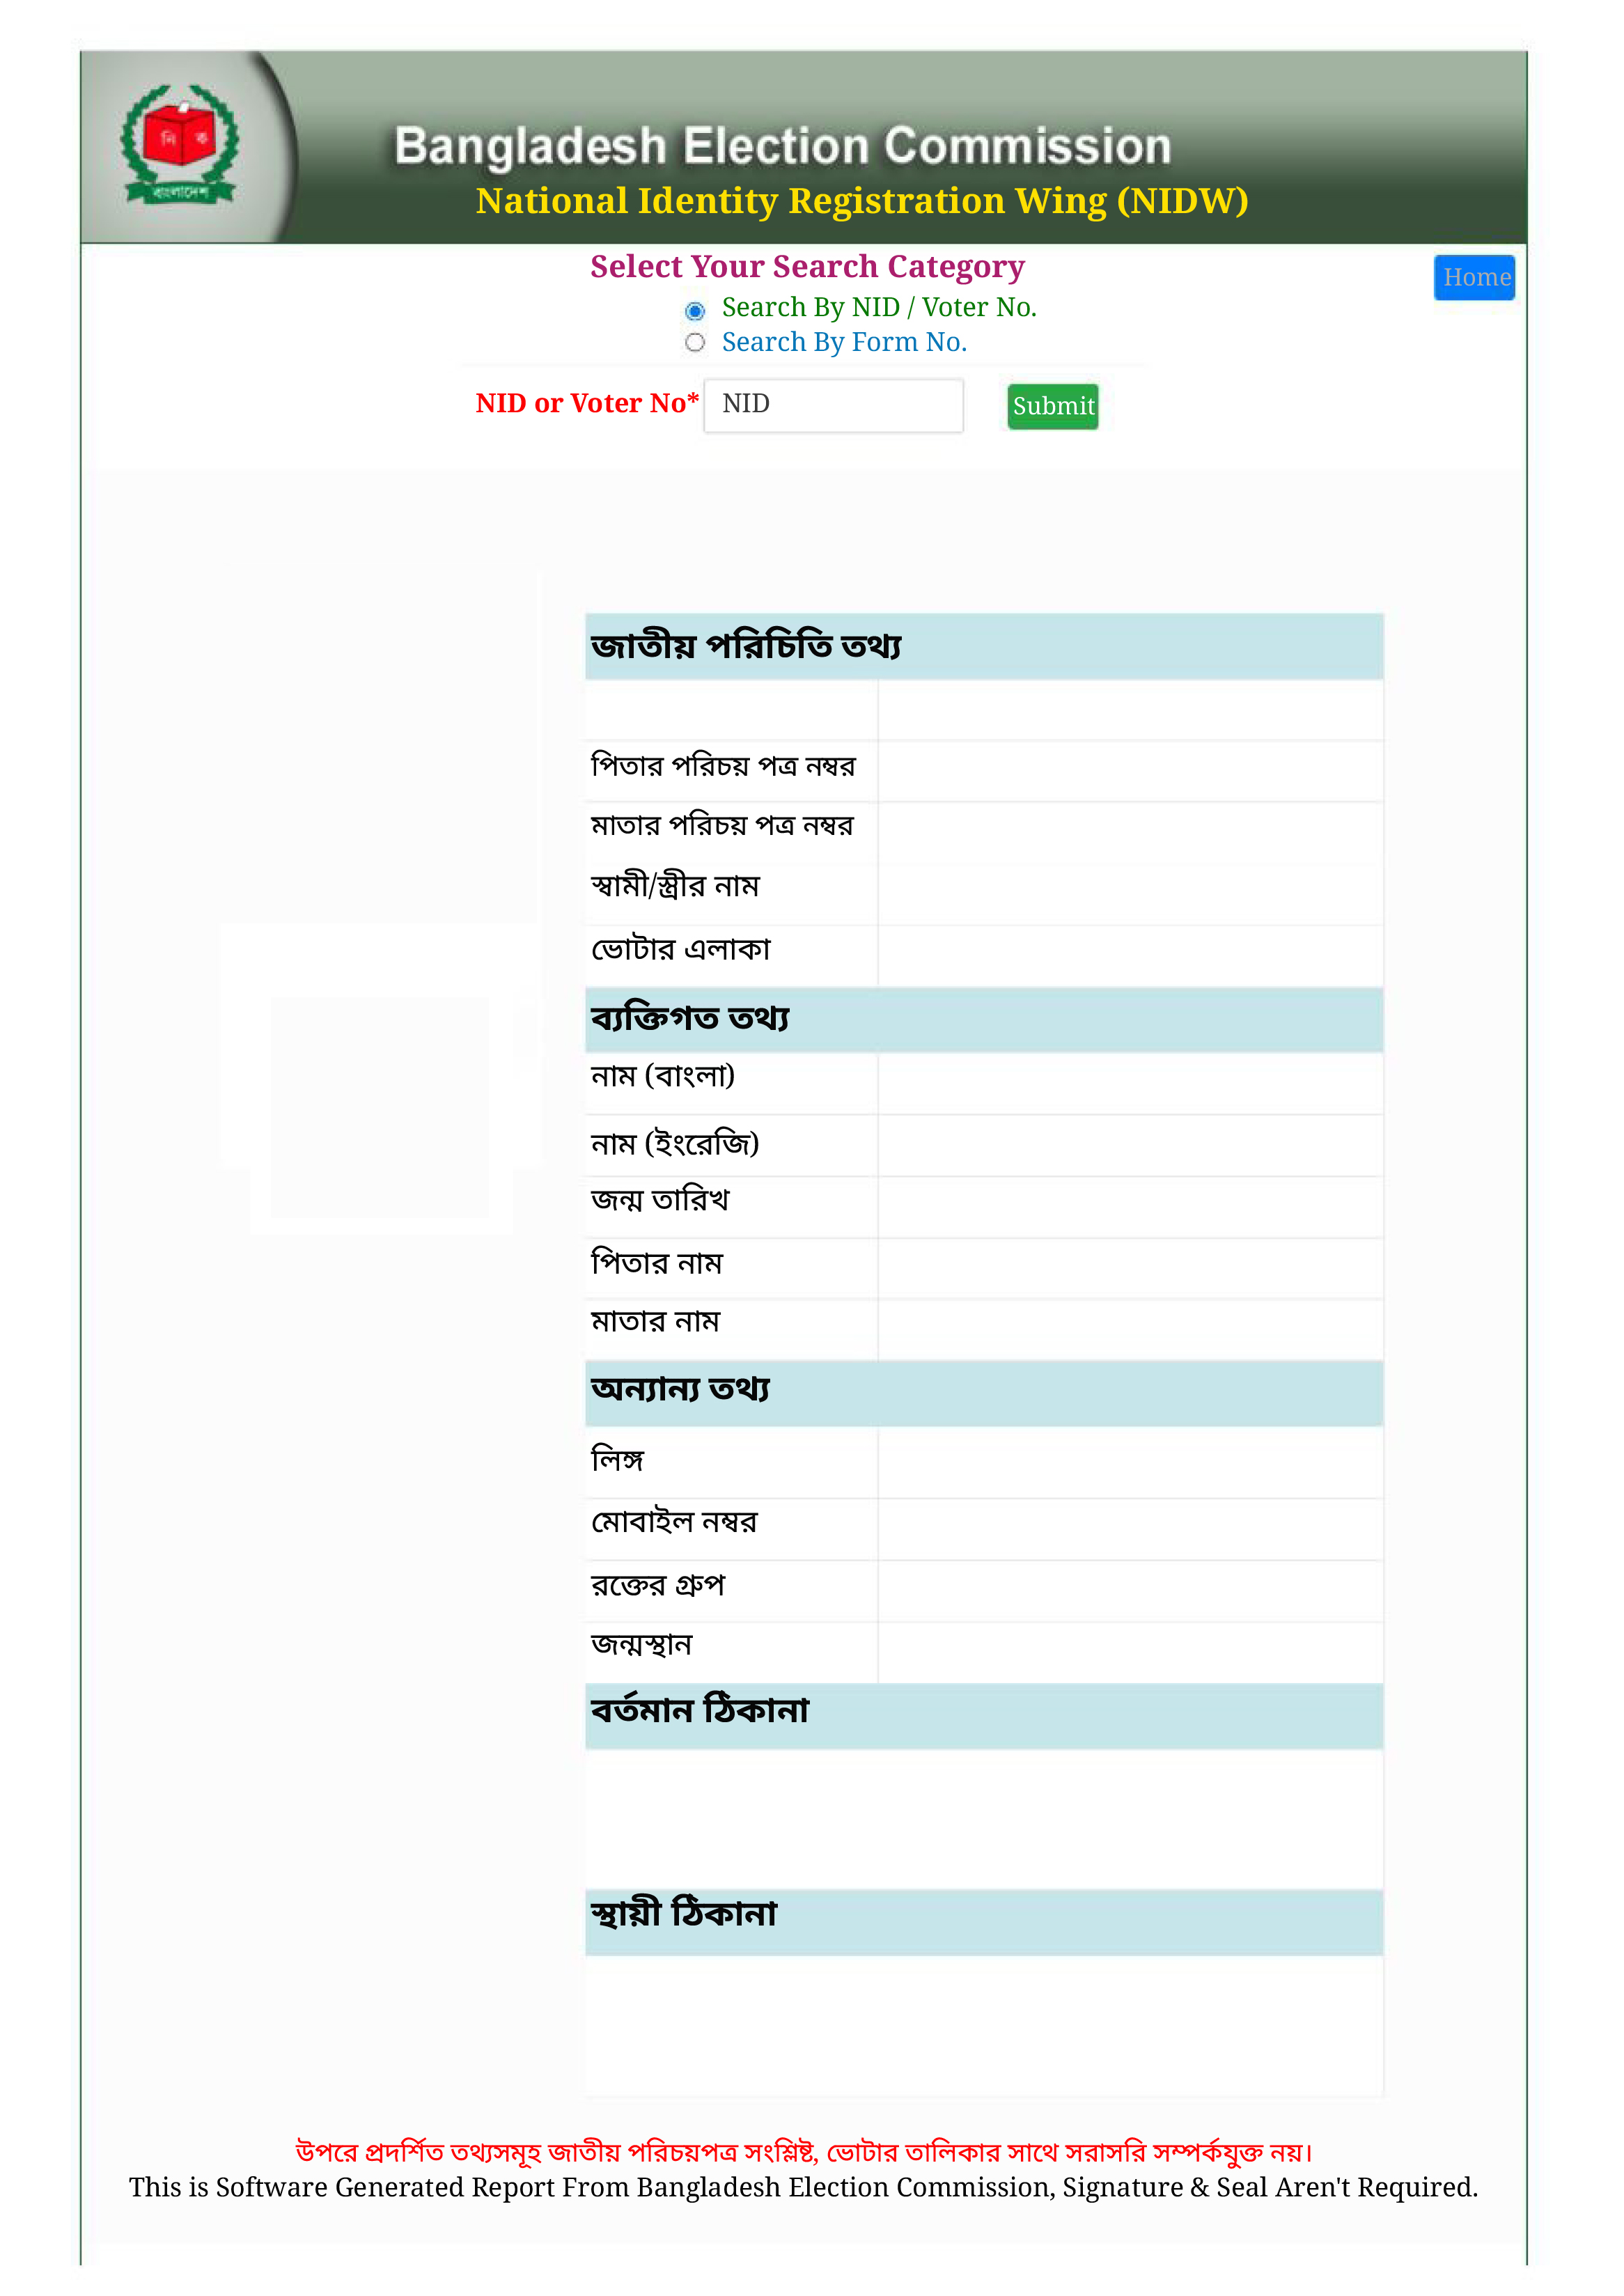 নি ক
বাংলাদেশ
Bangladesh Election Commission
National Identity Registration Wing (NIDW)
Select Your Search Category
Home
Search By NID / Voter No.
Search By Form No.
NID or Voter No* NID Submit
জাতীয় পরিচিতি তথ্য
পিতার পরিচয় পত্র নম্বর
মাতার পরিচয় পত্র নম্বর
স্বামী/স্ত্রীর নাম
ভোটার এলাকা
ব্যক্তিগত তথ্য
নাম (বাংলা)
নাম (ইংরেজি)
জন্ম তারিখ
পিতার নাম
মাতার নাম
অন্যান্য তথ্য
লিঙ্গ
মোবাইল নম্বর
রক্তের গ্রুপ
জন্মস্থান
বর্তমান ঠিকানা
স্থায়ী ঠিকানা
উপরে প্রদর্শিত তথ্যসমূহ জাতীয় পরিচয়পত্র সংশ্লিষ্ট, ভোটার তালিকার সাথে সরাসরি সম্পর্কযুক্ত নয়।
This is Software Generated Report From Bangladesh Election Commission, Signature & Seal Aren't Required.